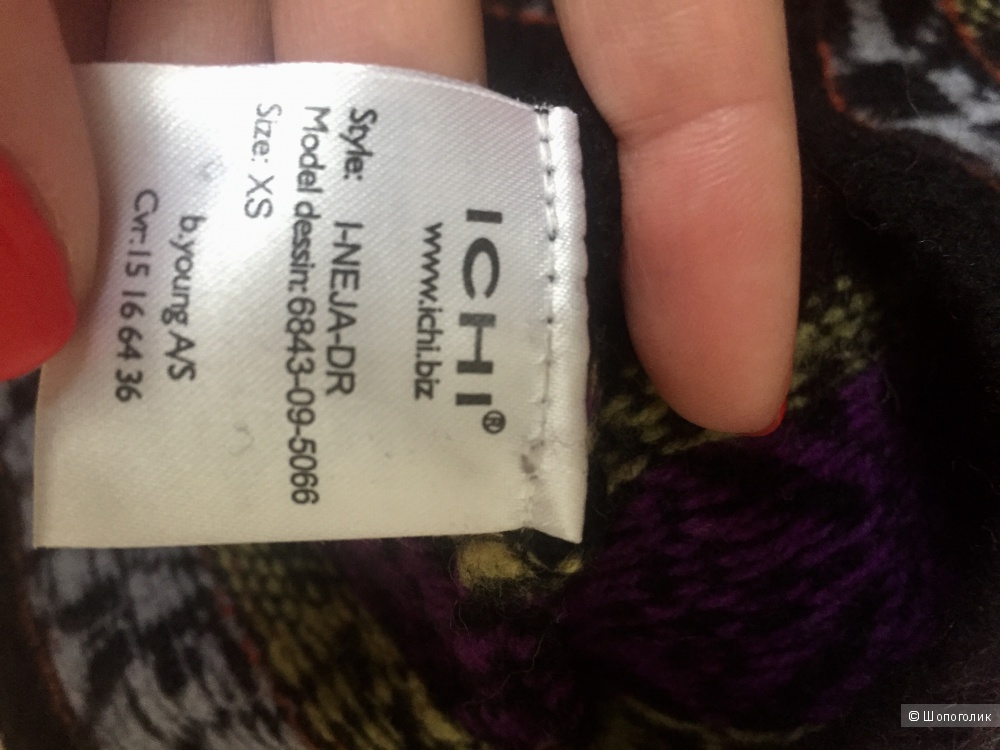 ICHI®
www.ichi.biz
Style: I-NEJA-DR
Model dessin: 6843-09-5066
Size: XS
b.young A/S
Cvr: 15 16 64 36
© Шопоголик